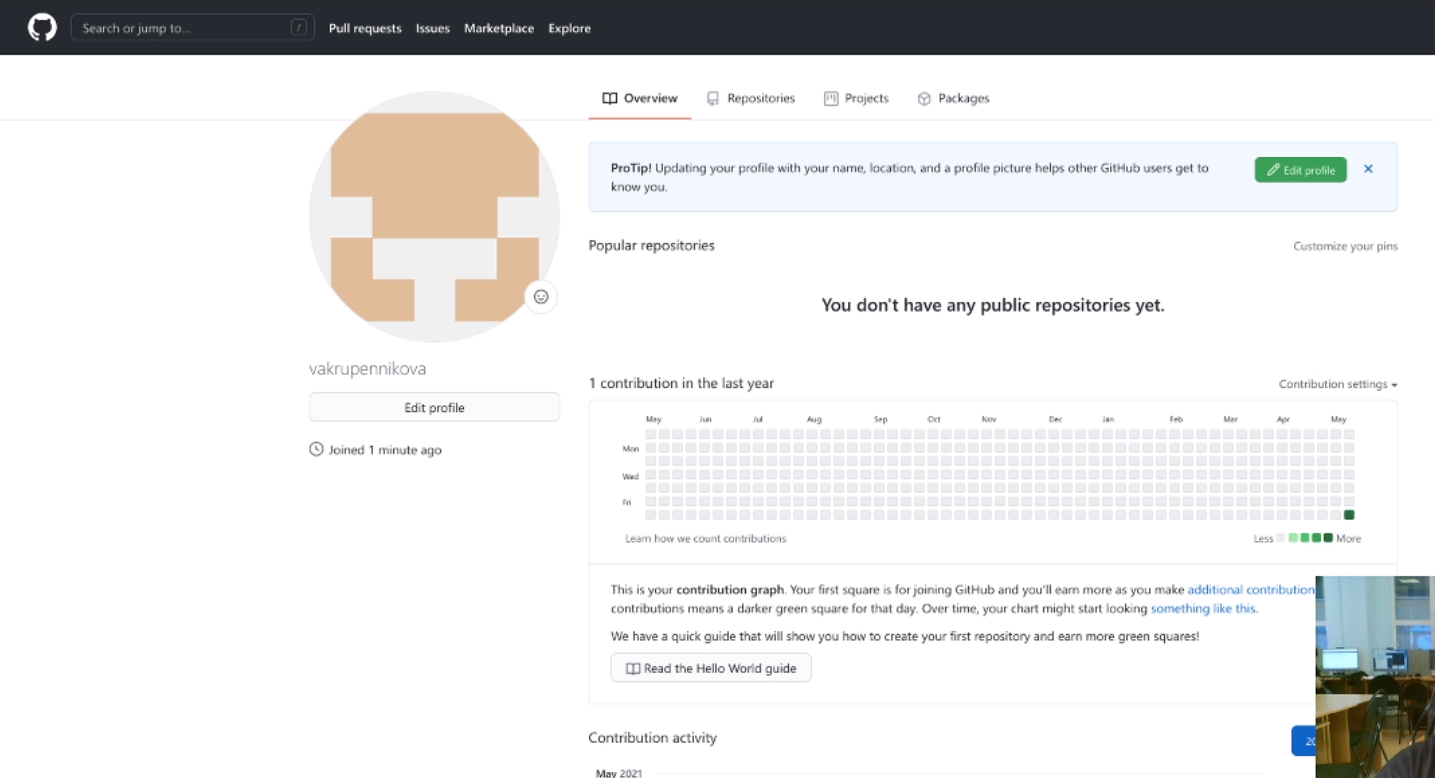 Search or jump to... /
Pull requests Issues Marketplace Explore
Overview Repositories Projects Packages
ProTip! Updating your profile with your name, location, and a profile picture helps other GitHub users get to
know you.
Edit profile
Popular repositories
Customize your pins
You don't have any public repositories yet.
vakrupennikova
Edit profile
Joined 1 minute ago
1 contribution in the last year
Contribution settings
May Jun Jul Aug Sep Oct Nov Dec Jan Feb Mar Apr May
Mon
Wed
Fri
Learn how we count contributions
Less More
This is your contribution graph. Your first square is for joining GitHub and you'll earn more as you make additional contribution
contributions means a darker green square for that day. Over time, your chart might start looking something like this.
We have a quick guide that will show you how to create your first repository and earn more green squares!
Read the Hello World guide
Contribution activity
20
May 2021